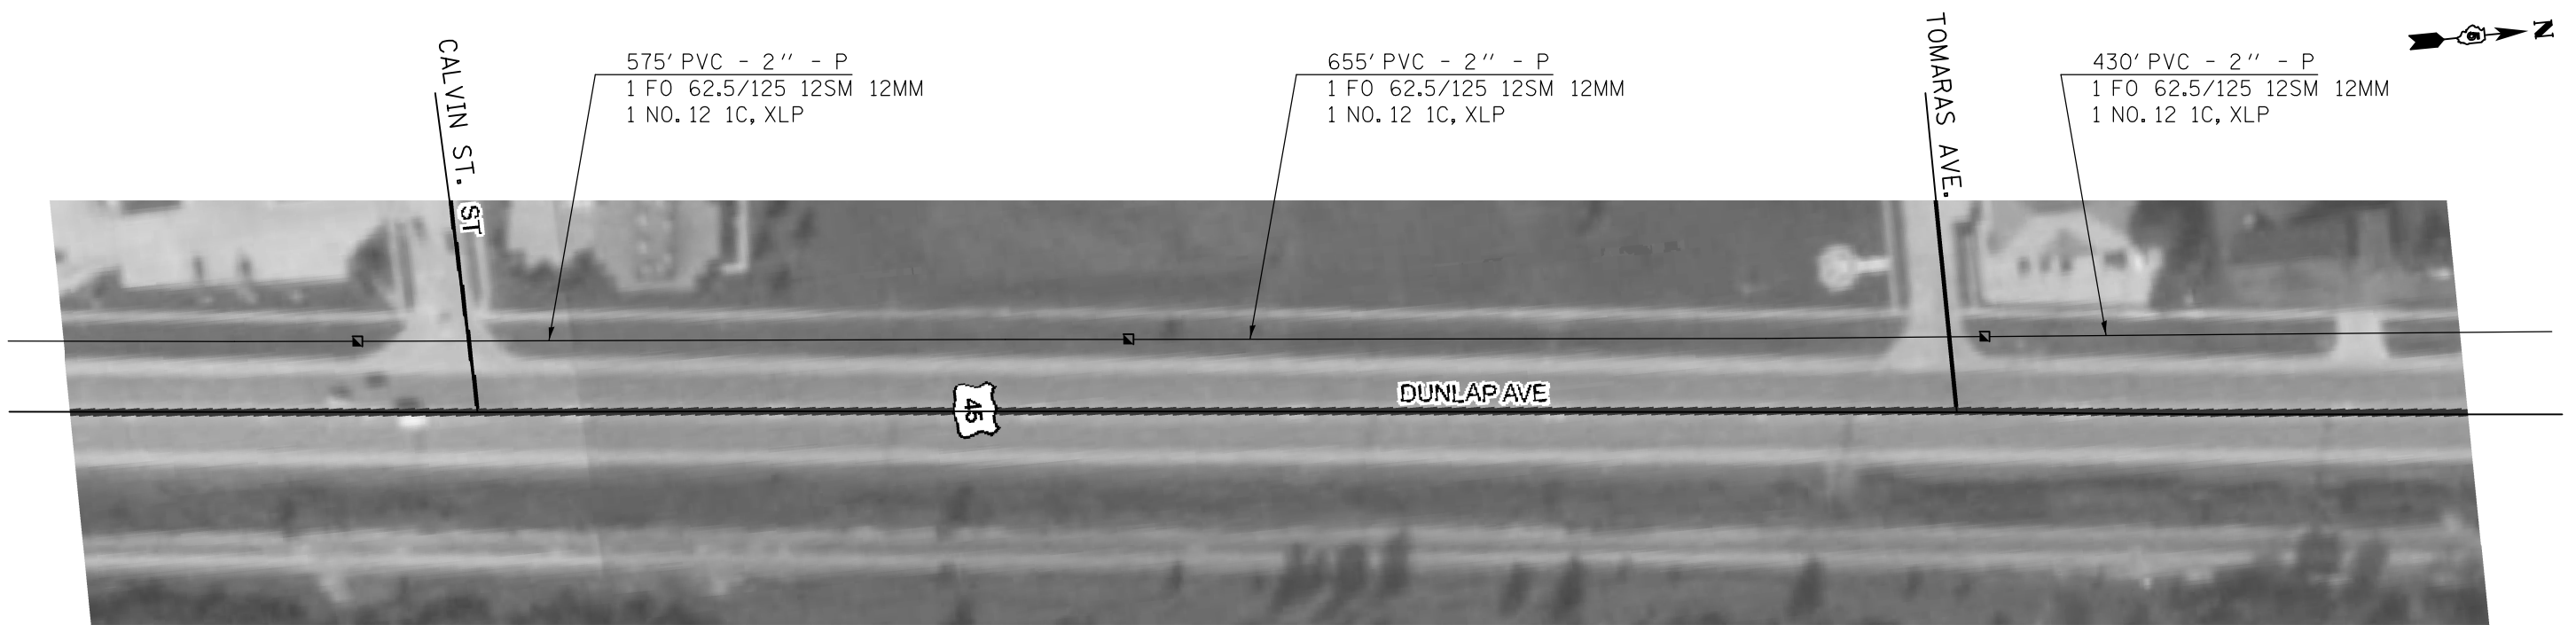 CALVIN ST.
575' PVC - 2" - P
1 FO 62.5/125 12SM 12MM
1 NO. 12 1C, XLP
655' PVC - 2" - P
1 FO 62.5/125 12SM 12MM
1 NO. 12 1C, XLP
TOMARAS AVE.
430' PVC - 2" - P
1 FO 62.5/125 12SM 12MM
1 NO. 12 1C, XLP
N
ST
45
DUNLAP AVE